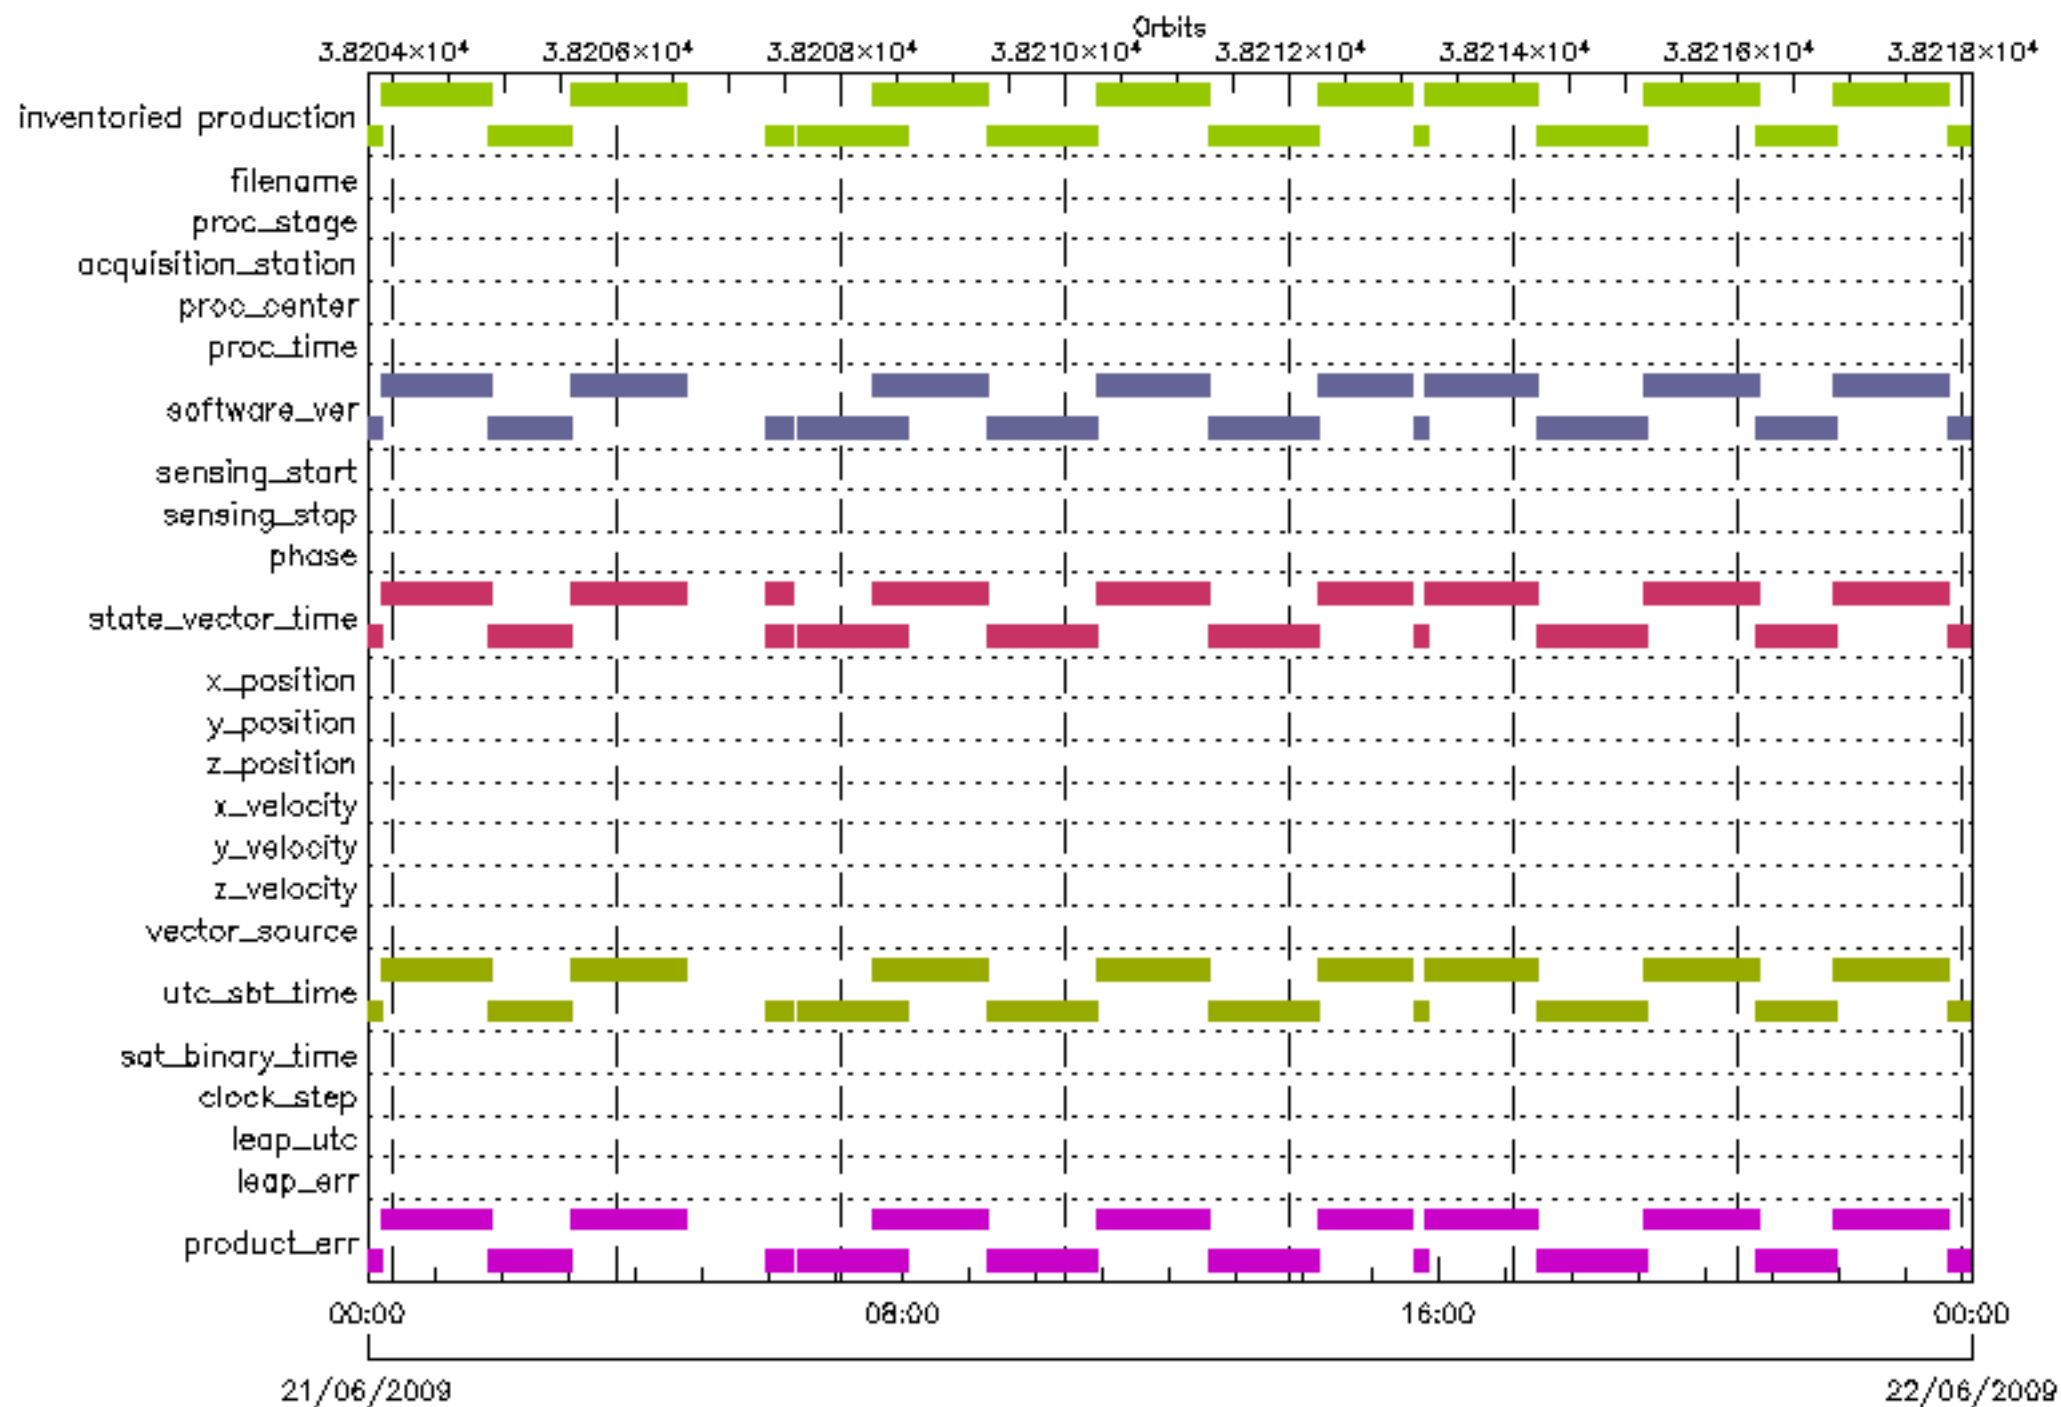 Orbits
3.8204×10⁴ 3.8206×10⁴ 3.8208×10⁴ 3.8210×10⁴ 3.8212×10⁴ 3.8214×10⁴ 3.8216×10⁴ 3.8218×10⁴
inventoried production
filename
proc_stage
acquisition_station
proc_center
proc_time
software_ver
sensing_start
sensing_stop
phase
state_vector_time
x_position
y_position
z_position
x_velocity
y_velocity
z_velocity
vector_source
utc_sbt_time
sat_binary_time
clock_step
leap_utc
leap_err
product_err
00:00 08:00 16:00 00:00
21/06/2009 22/06/2009